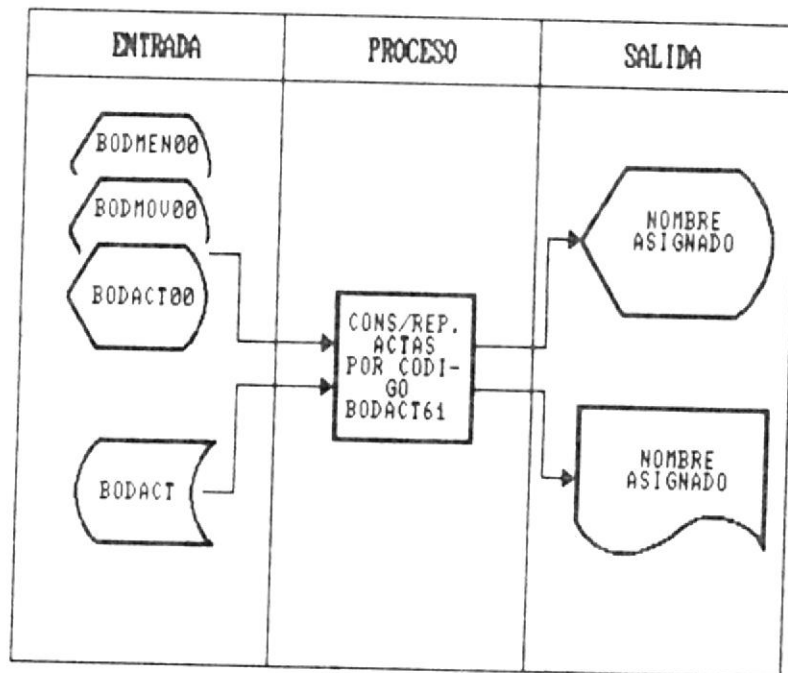 ENTRADA
PROCESO
SALIDA
BODMEN00
BODMOV00
BODACT00
BODACT
CONS/REP.
ACTAS
POR CODI-
GO
BODACT61
NOMBRE
ASIGNADO
NOMBRE
ASIGNADO